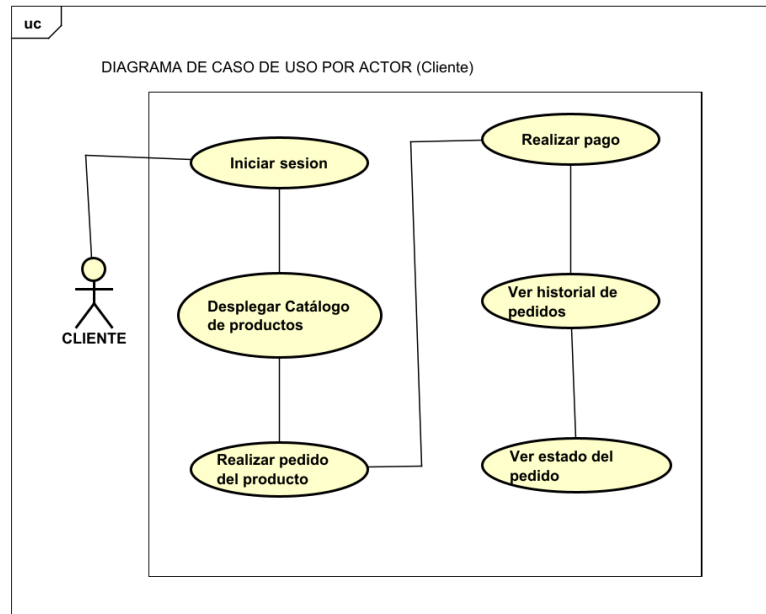 uc
DIAGRAMA DE CASO DE USO POR ACTOR (Cliente)
Iniciar sesion
Desplegar Catálogo
de productos
Realizar pedido
del producto
Realizar pago
Ver historial de
pedidos
Ver estado del
pedido
CLIENTE